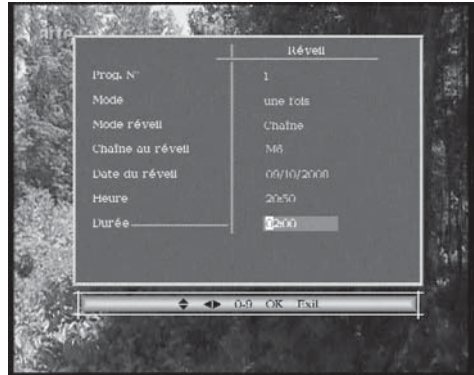 arte
Réveil
Prog. N° 1
Mode une fois
Mode réveil Chaîne
Chaîne au réveil M6
Date du réveil 09/10/2008
Heure 20:50
Durée 02:00
0-9 OK Exit